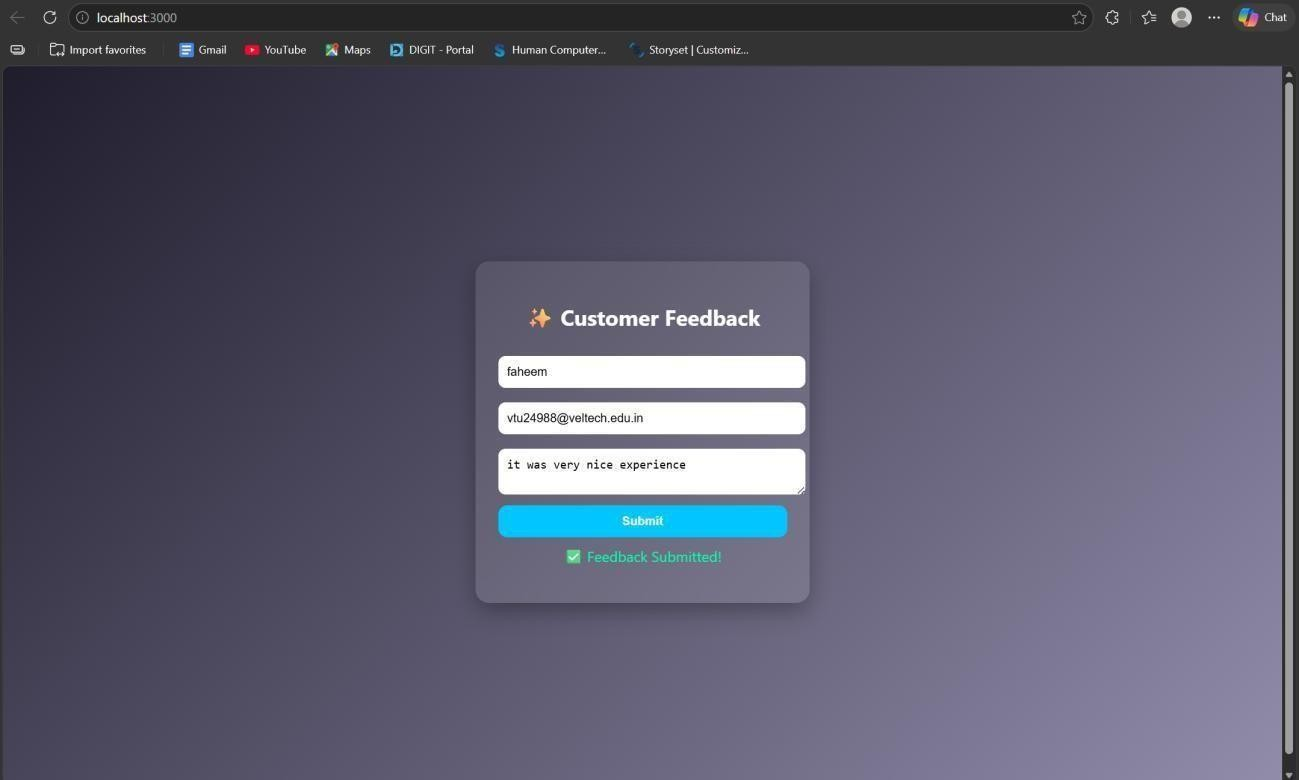 localhost:3000
Chat
Import favorites
Gmail
YouTube
Maps
DIGIT - Portal
Human Computer...
Storyset | Customiz...
✨ Customer Feedback
faheem
vtu24988@veltech.edu.in
it was very nice experience
Submit
✅ Feedback Submitted!